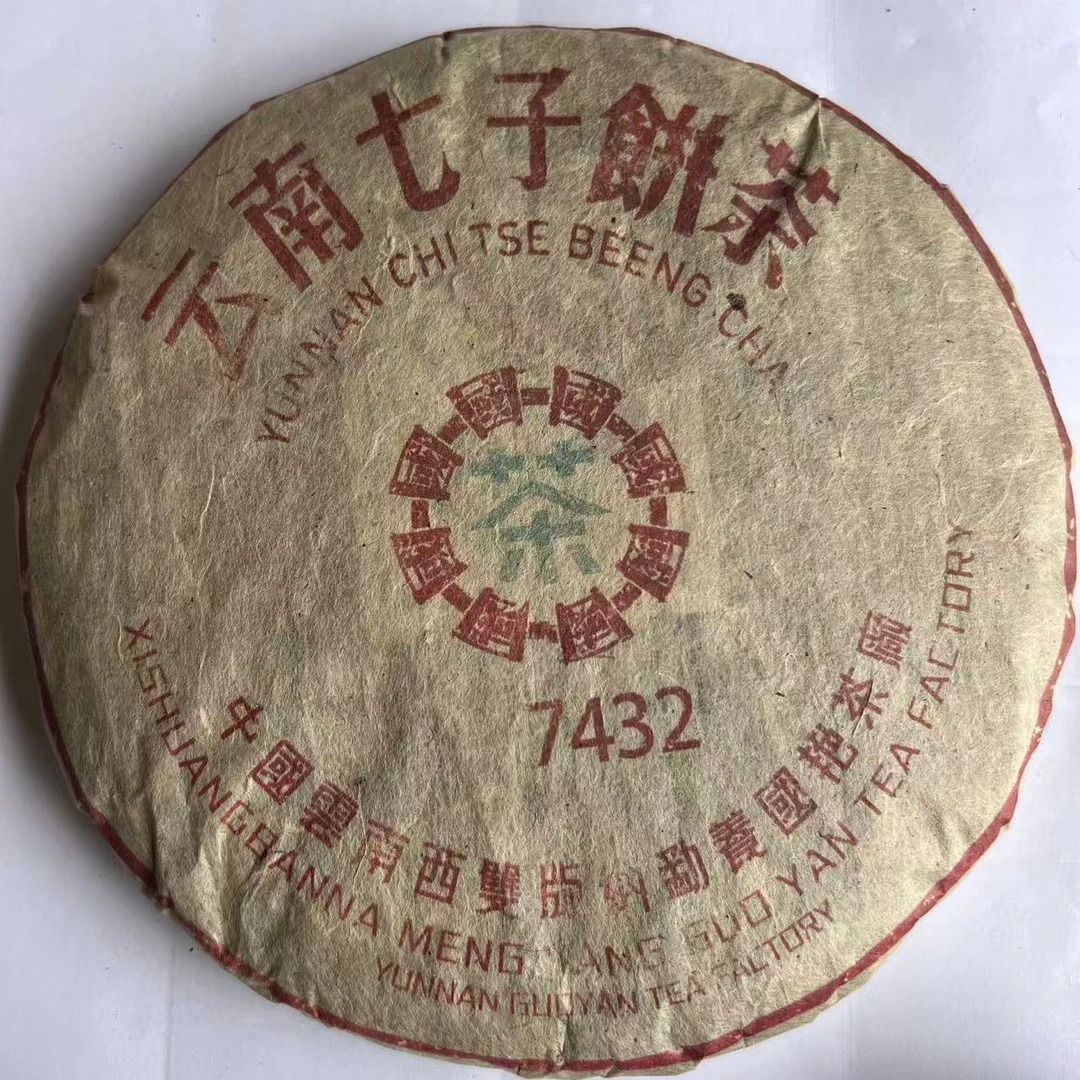 云南七子餅茶
YUNNAN CHI TSE BEENG CHA
國國國國國國國國
茶
7432
中國雲南西雙版納勐養國艳茶廠
XISHUANGBANNA MENG YANG GUO YAN TEA FACTORY
YUNNAN GUOYAN TEA FACTORY